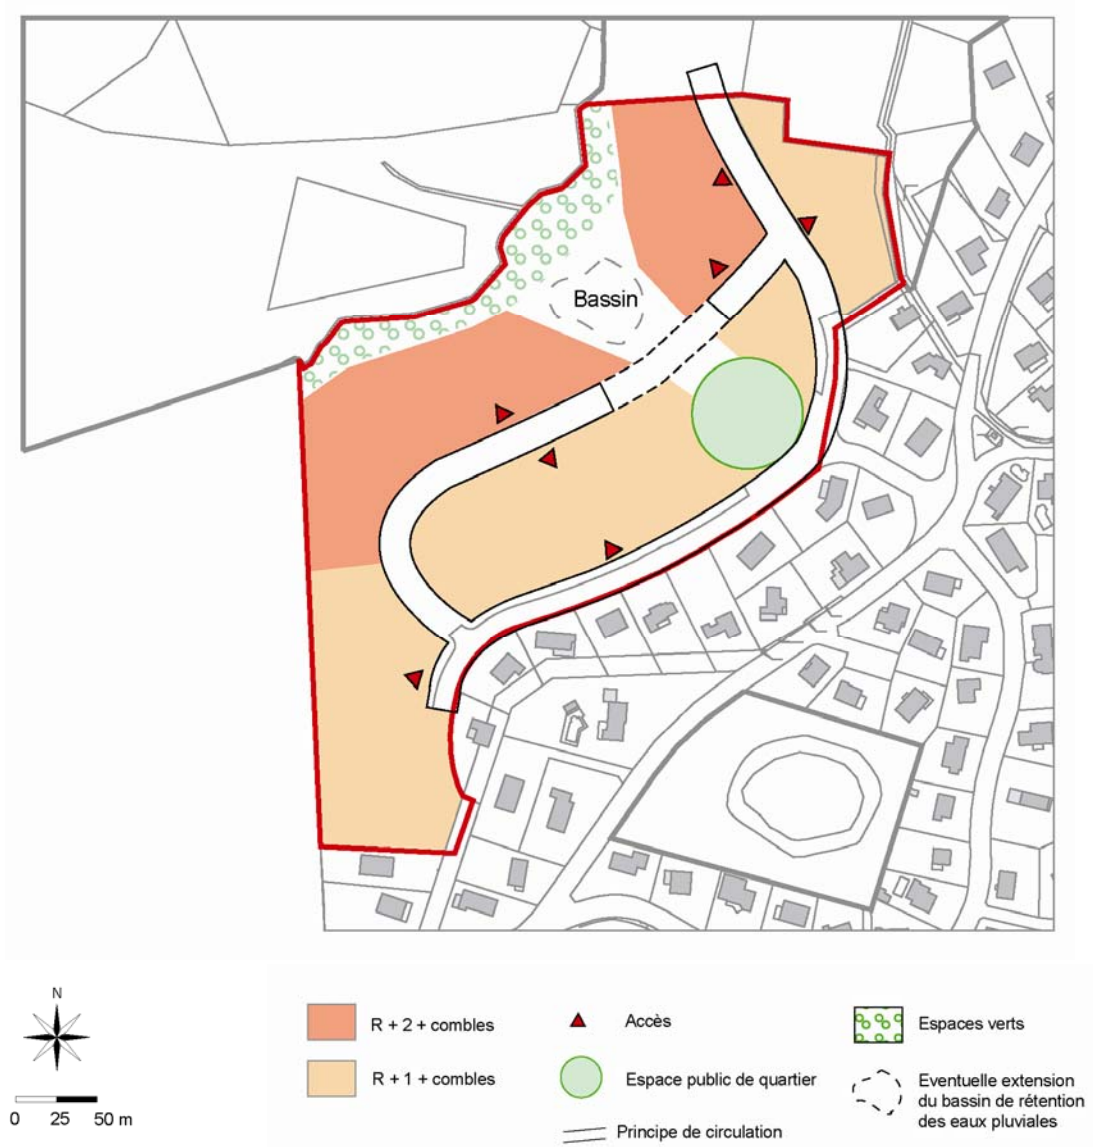 Bassin
N
0 25 50 m
R + 2 + combles
R + 1 + combles
Accès
Espace public de quartier
Principe de circulation
Espaces verts
Eventuelle extension
du bassin de rétention
des eaux pluviales